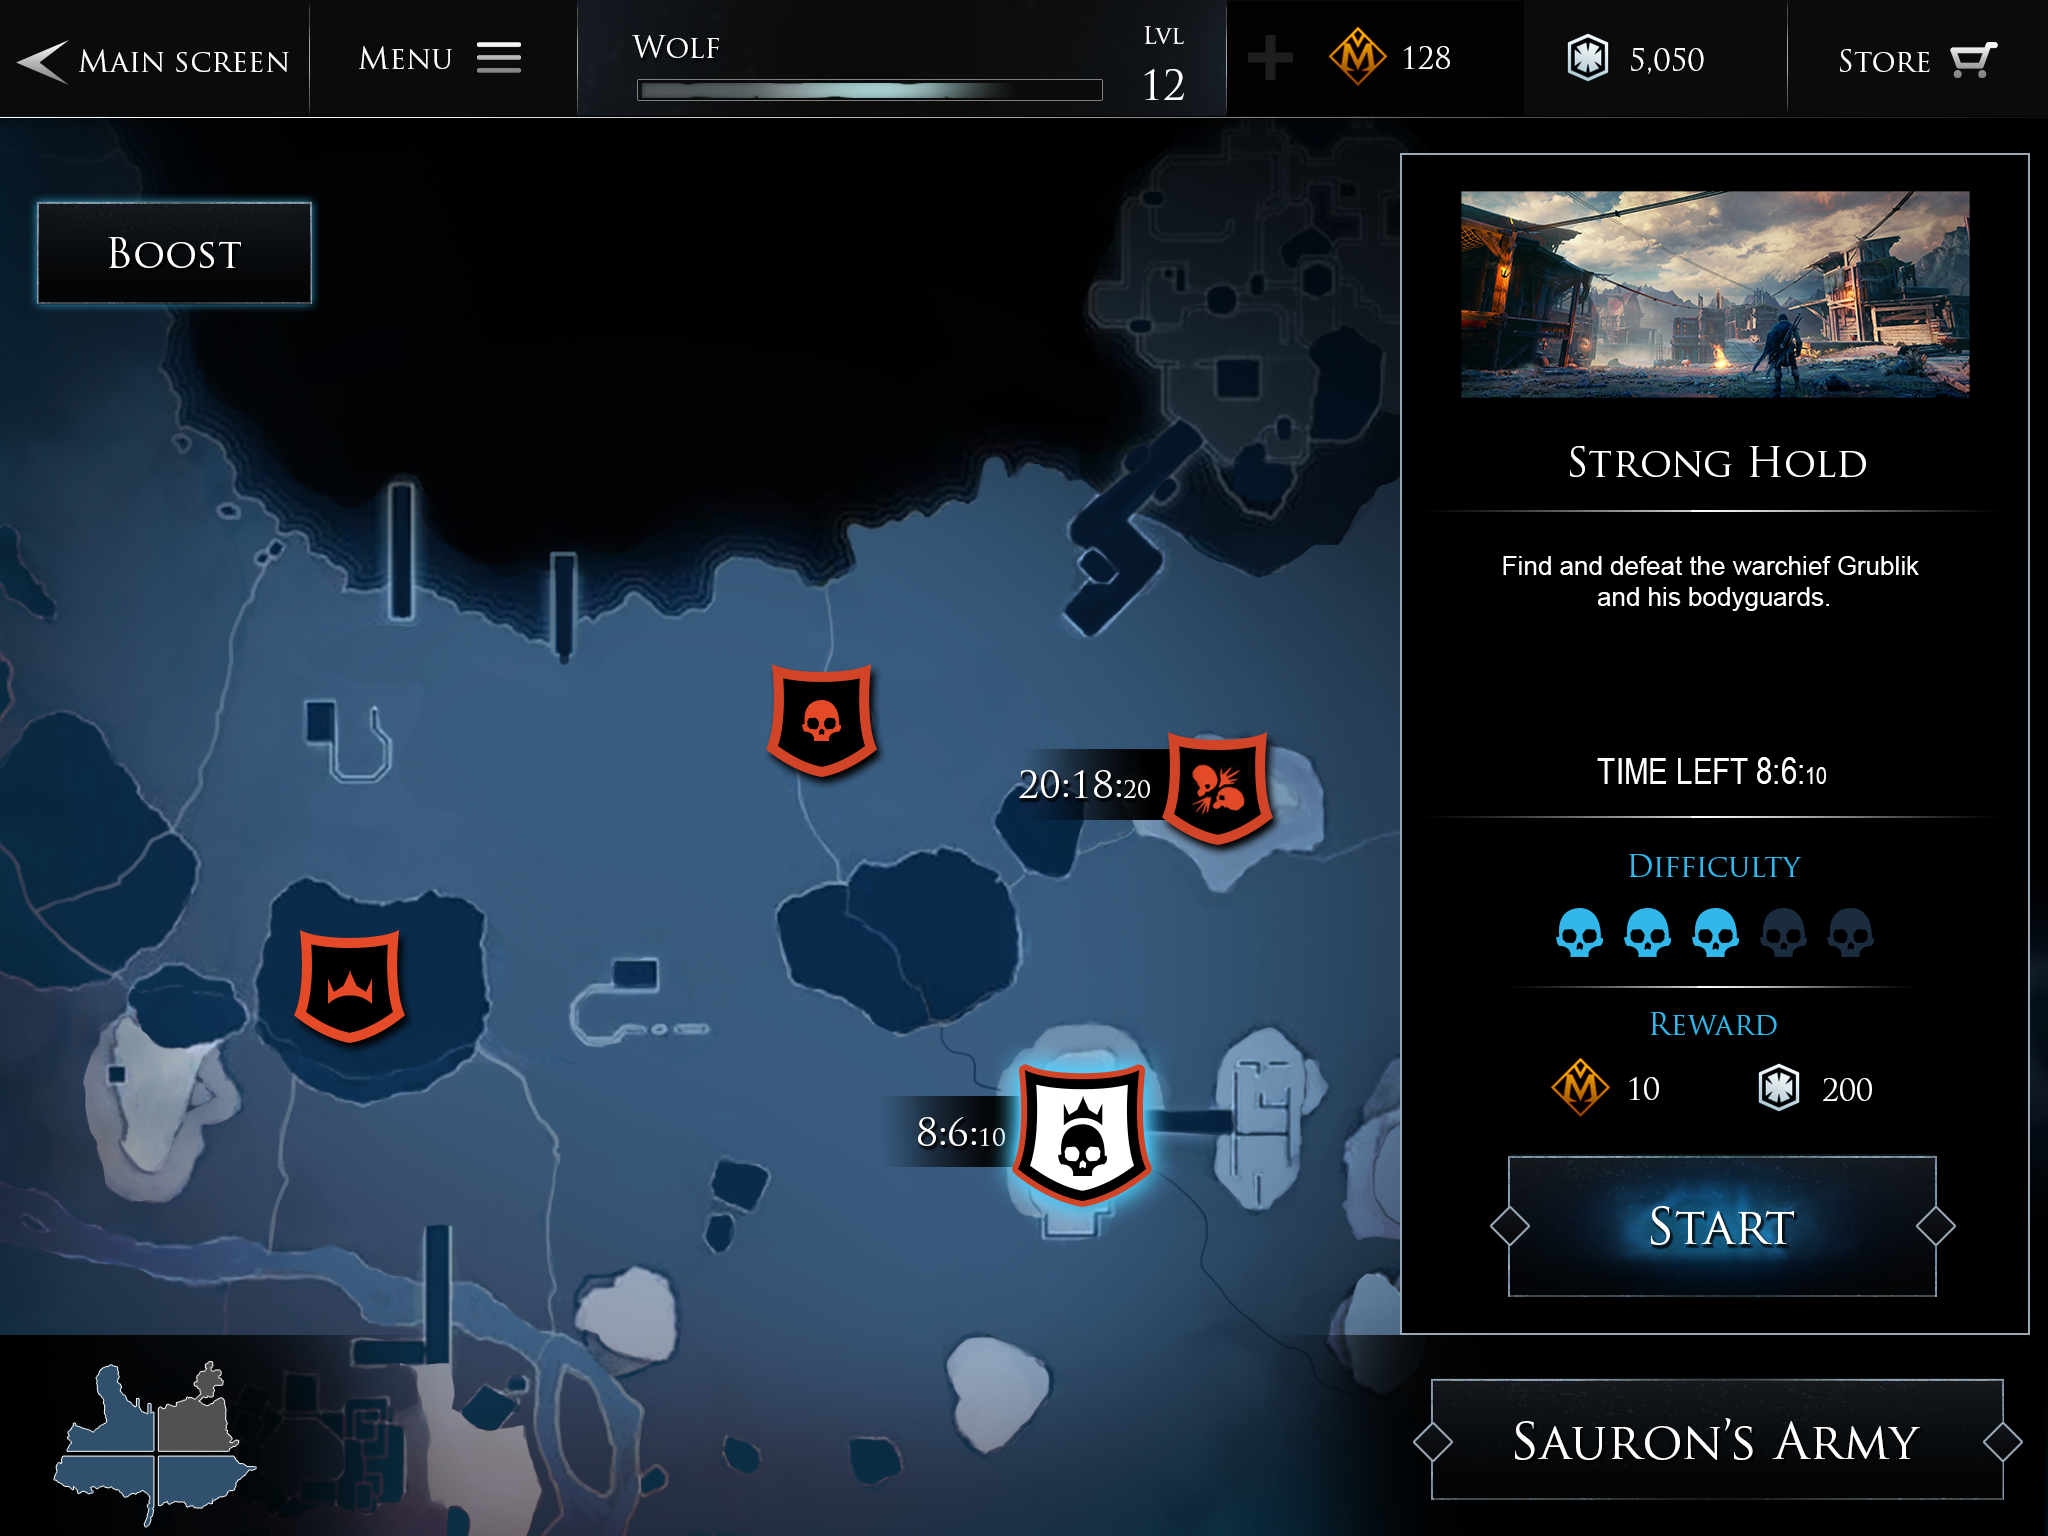 MAIN SCREEN
MENU
WOLF
LVL
12
128
5,050
STORE
BOOST
STRONG HOLD
Find and defeat the warchief Grublik
and his bodyguards.
TIME LEFT 8:6:10
20:18:20
DIFFICULTY
REWARD
10
200
8:6:10
START
SAURON'S ARMY